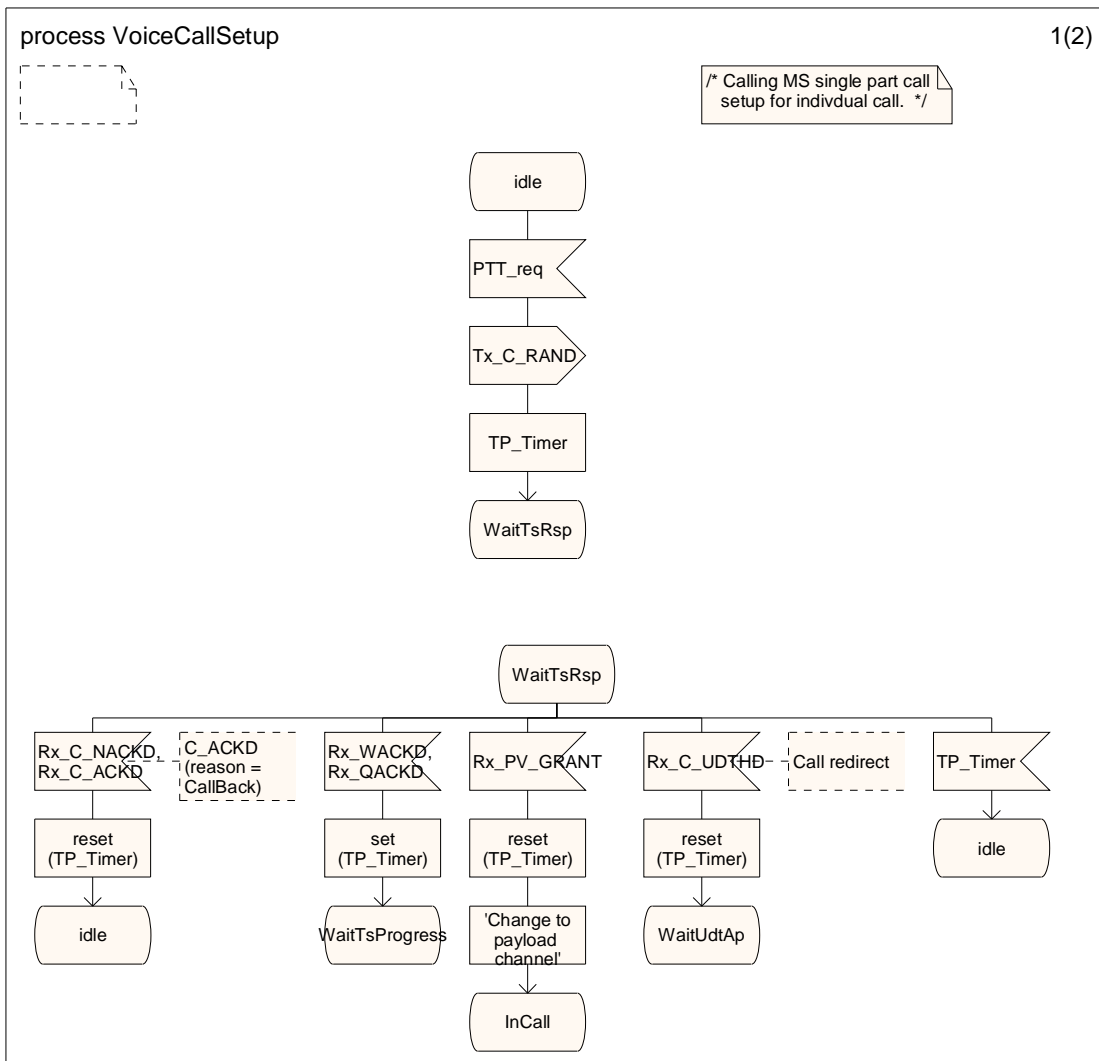 process VoiceCallSetup
1(2)
/* Calling MS single part call
setup for indivdual call. */
idle
PTT_req
Tx_C_RAND
TP_Timer
WaitTsRsp
WaitTsRsp
Rx_C_NACKD,
Rx_C_ACKD
C_ACKD
(reason =
CallBack)
Rx_WACKD,
Rx_QACKD
Rx_PV_GRANT
Rx_C_UDTHD
Call redirect
TP_Timer
reset
(TP_Timer)
set
(TP_Timer)
reset
(TP_Timer)
reset
(TP_Timer)
idle
idle
WaitTsProgress
'Change to
payload
channel'
WaitUdtAp
InCall